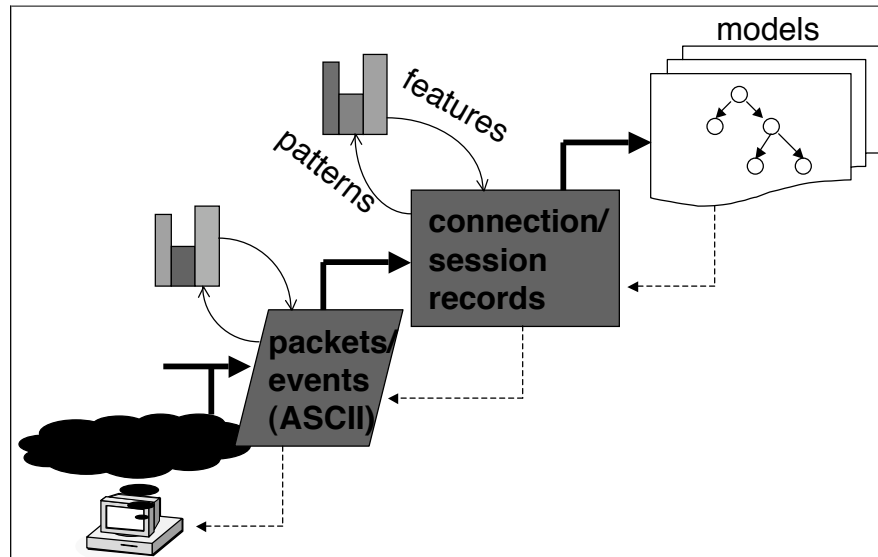 models
features
patterns
connection/
session
records
packets/
events
(ASCII)